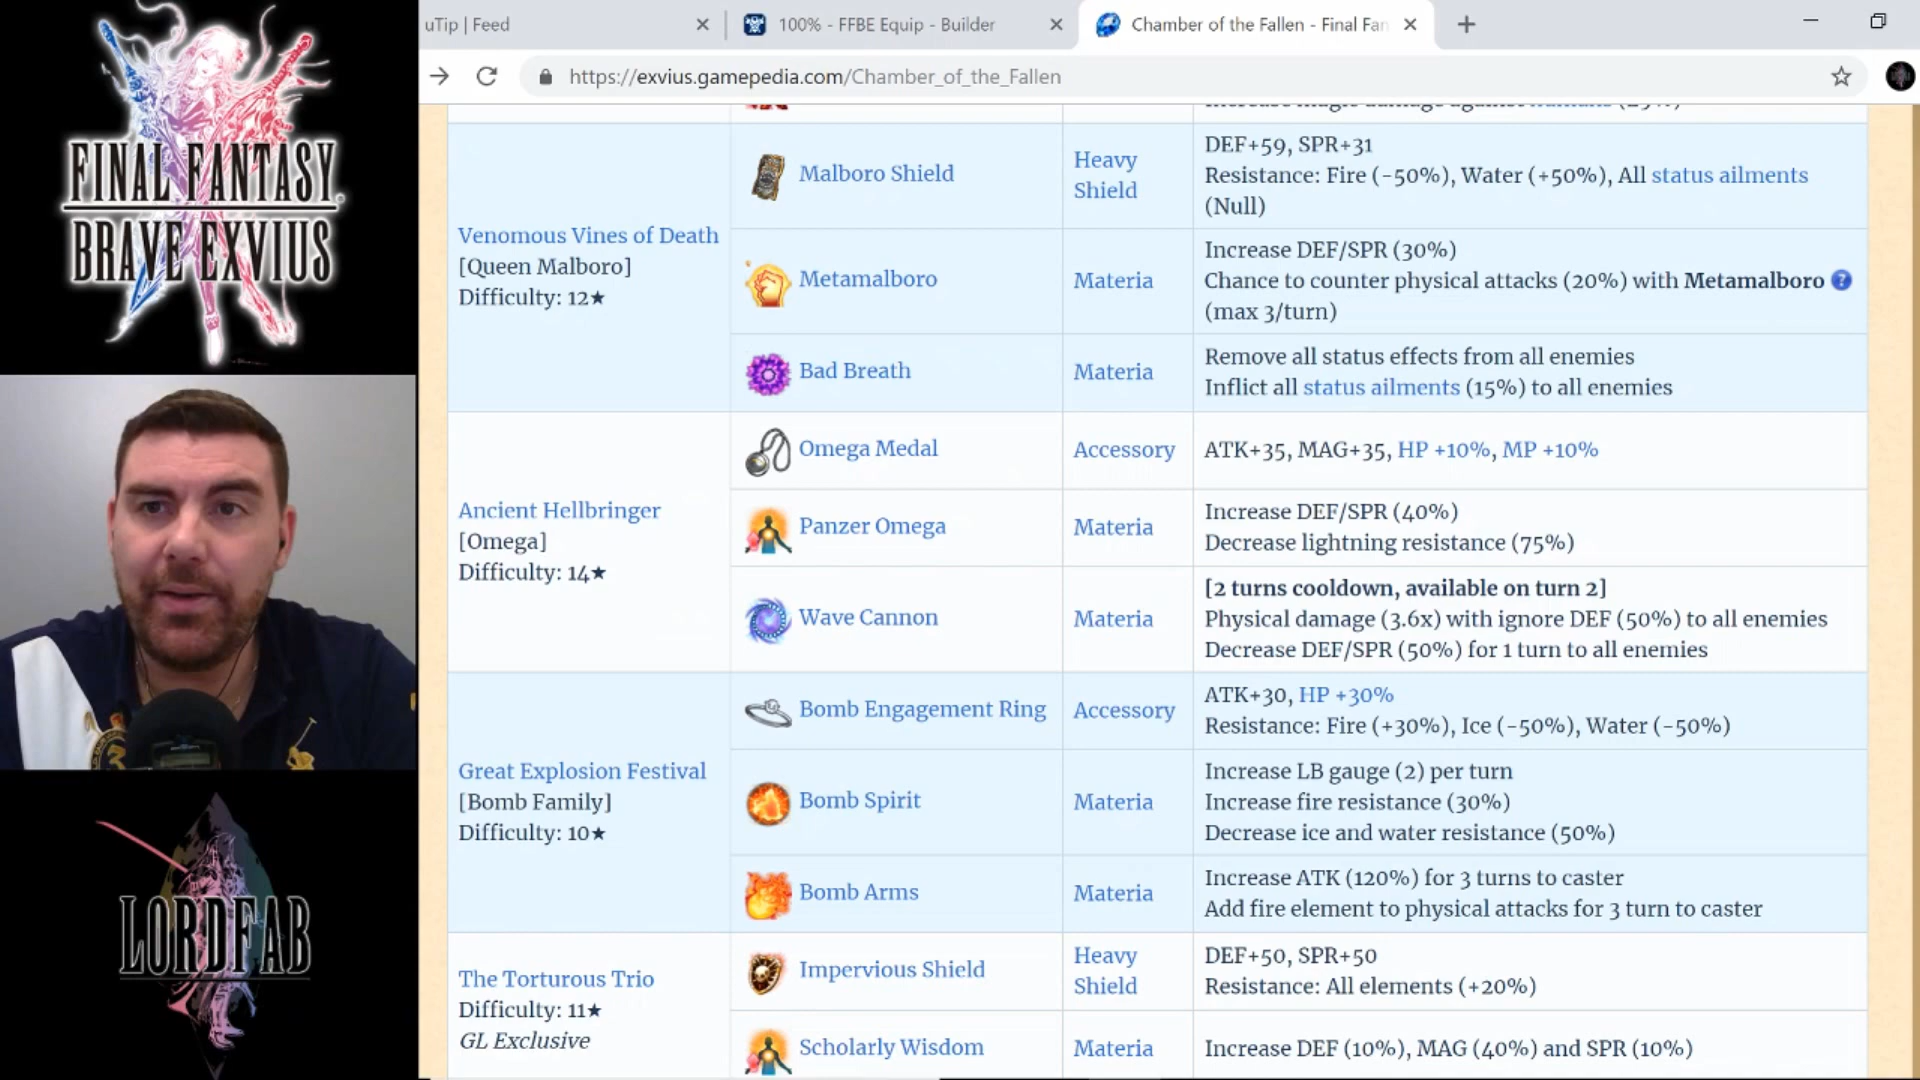 FINAL FANTASY
BRAVE EXVIUS
LORDFAB
uTip | Feed
100% - FFBE Equip - Builder
Chamber of the Fallen - Final Fan
https://exvius.gamepedia.com/Chamber_of_the_Fallen
Venomous Vines of Death
[Queen Malboro]
Difficulty: 12★
Malboro Shield
Heavy
Shield
DEF+59, SPR+31
Resistance: Fire (-50%), Water (+50%), All status ailments
(Null)
Metamalboro
Materia
Increase DEF/SPR (30%)
Chance to counter physical attacks (20%) with Metamalboro ?
(max 3/turn)
Bad Breath
Materia
Remove all status effects from all enemies
Inflict all status ailments (15%) to all enemies
Ancient Hellbringer
[Omega]
Difficulty: 14★
Omega Medal
Accessory
ATK+35, MAG+35, HP +10%, MP +10%
Panzer Omega
Materia
Increase DEF/SPR (40%)
Decrease lightning resistance (75%)
Wave Cannon
Materia
[2 turns cooldown, available on turn 2]
Physical damage (3.6x) with ignore DEF (50%) to all enemies
Decrease DEF/SPR (50%) for 1 turn to all enemies
Great Explosion Festival
[Bomb Family]
Difficulty: 10★
Bomb Engagement Ring
Accessory
ATK+30, HP +30%
Resistance: Fire (+30%), Ice (-50%), Water (-50%)
Bomb Spirit
Materia
Increase LB gauge (2) per turn
Increase fire resistance (30%)
Decrease ice and water resistance (50%)
Bomb Arms
Materia
Increase ATK (120%) for 3 turns to caster
Add fire element to physical attacks for 3 turn to caster
The Torturous Trio
Difficulty: 11★
GL Exclusive
Impervious Shield
Heavy
Shield
DEF+50, SPR+50
Resistance: All elements (+20%)
Scholarly Wisdom
Materia
Increase DEF (10%), MAG (40%) and SPR (10%)